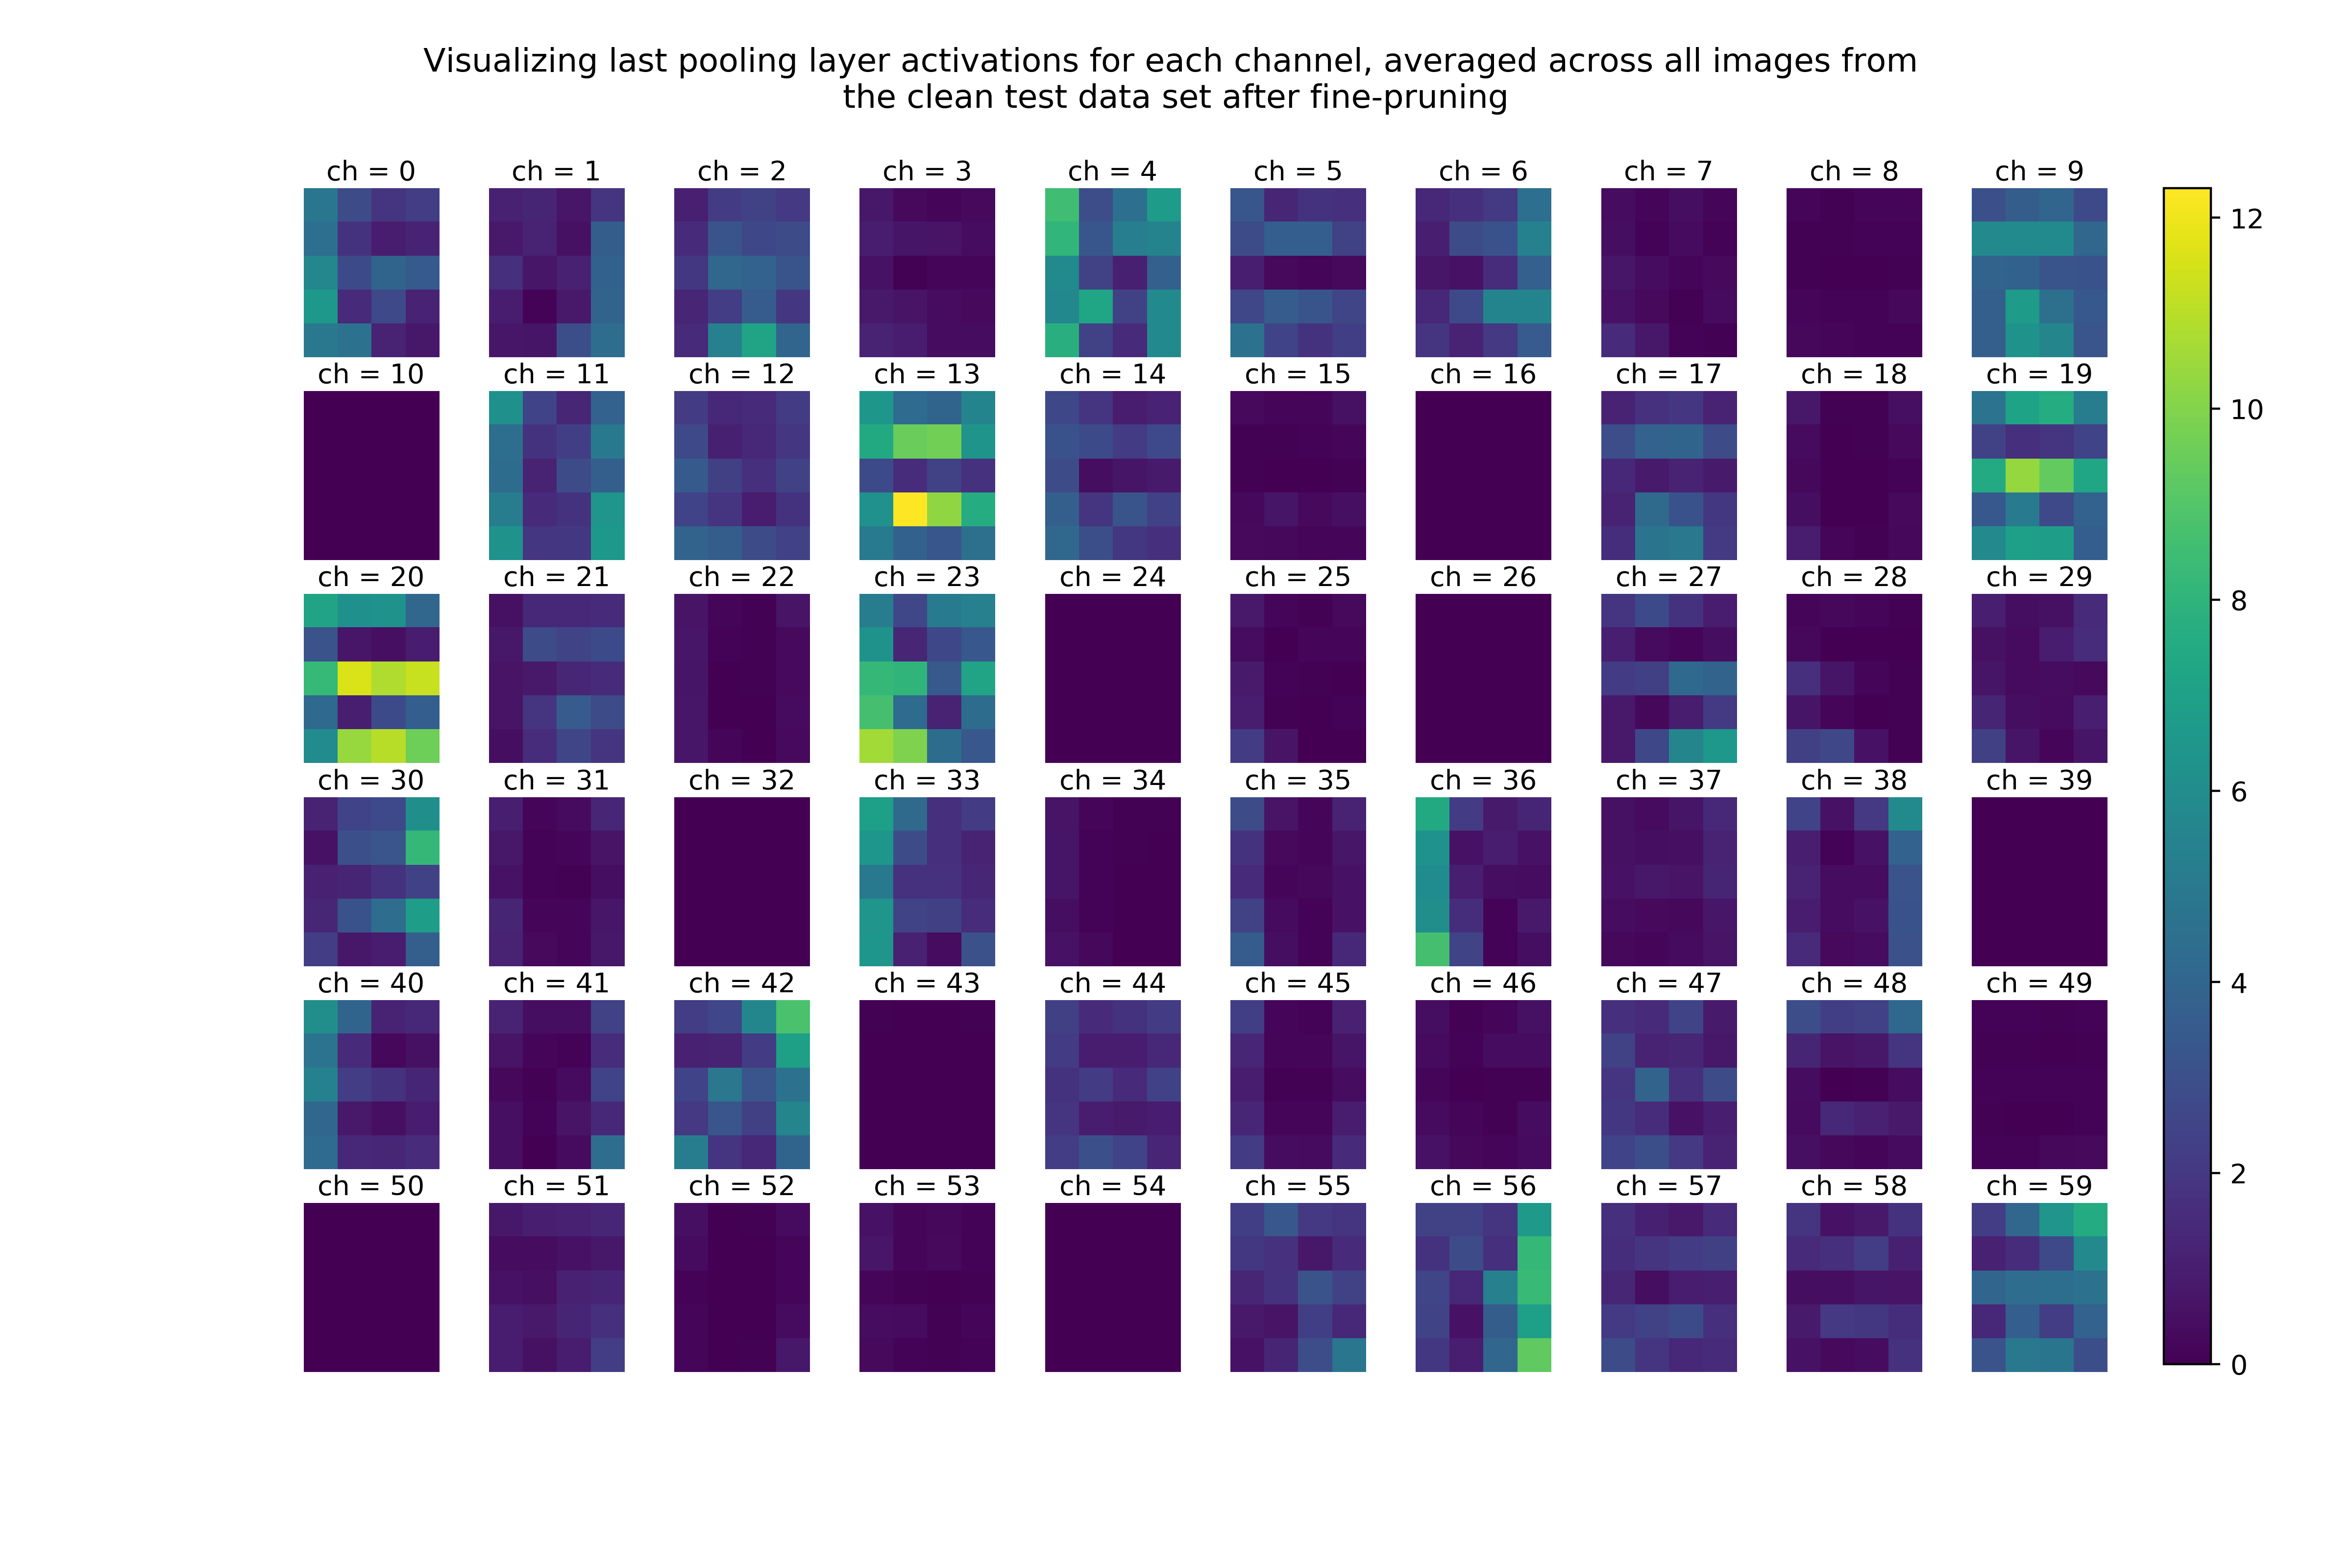 Visualizing last pooling layer activations for each channel, averaged across all images from
the clean test data set after fine-pruning
ch = 0 ch = 1 ch = 2 ch = 3 ch = 4 ch = 5 ch = 6 ch = 7 ch = 8 ch = 9
12
ch = 10 ch = 11 ch = 12 ch = 13 ch = 14 ch = 15 ch = 16 ch = 17 ch = 18 ch = 19
10
ch = 20 ch = 21 ch = 22 ch = 23 ch = 24 ch = 25 ch = 26 ch = 27 ch = 28 ch = 29
8
ch = 30 ch = 31 ch = 32 ch = 33 ch = 34 ch = 35 ch = 36 ch = 37 ch = 38 ch = 39
6
4
ch = 40 ch = 41 ch = 42 ch = 43 ch = 44 ch = 45 ch = 46 ch = 47 ch = 48 ch = 49
2
ch = 50 ch = 51 ch = 52 ch = 53 ch = 54 ch = 55 ch = 56 ch = 57 ch = 58 ch = 59
0